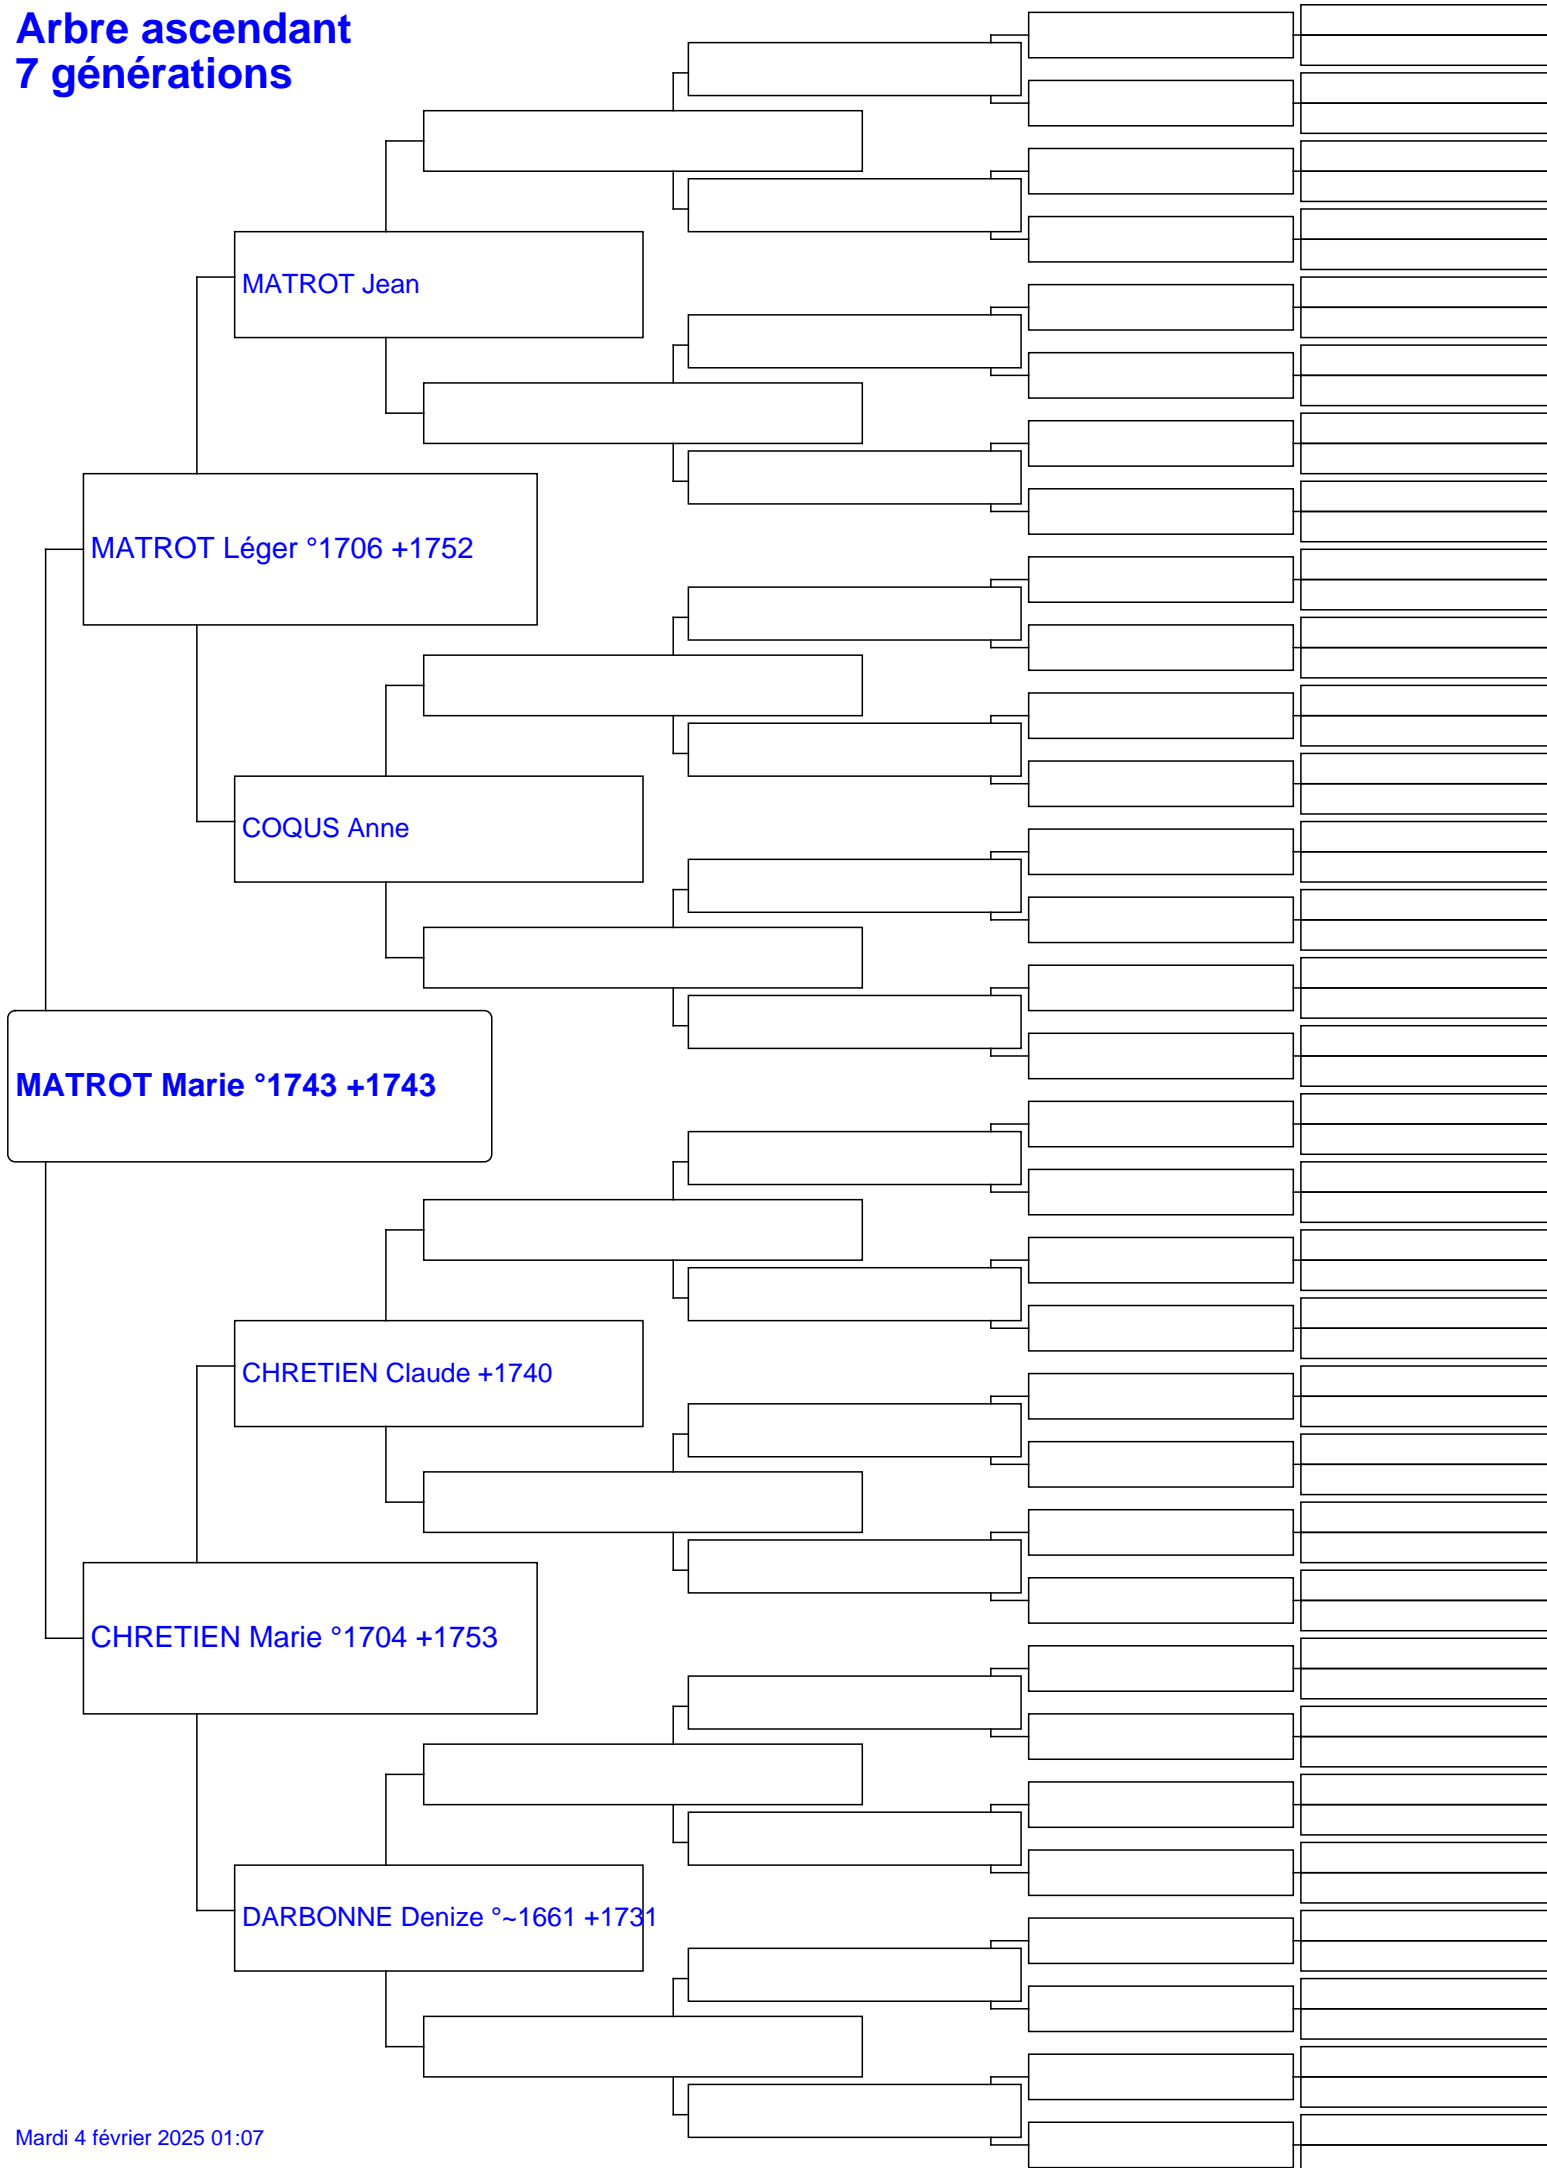 Arbre ascendant
7 générations
MATROT Jean
MATROT Léger °1706 +1752
COQUS Anne
MATROT Marie °1743 +1743
CHRETIEN Claude +1740
CHRETIEN Marie °1704 +1753
DARBONNE Denize °~1661 +1731
Mardi 4 février 2025 01:07